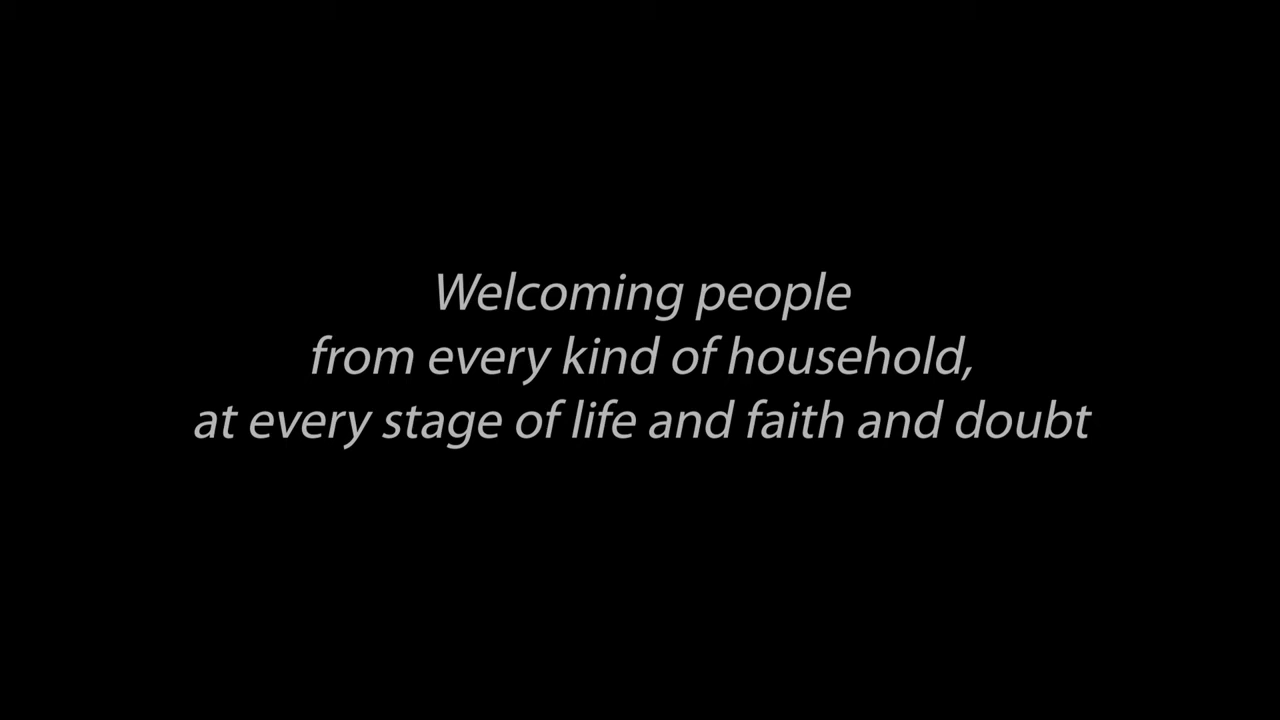 Welcoming people
from every kind of household,
at every stage of life and faith and doubt